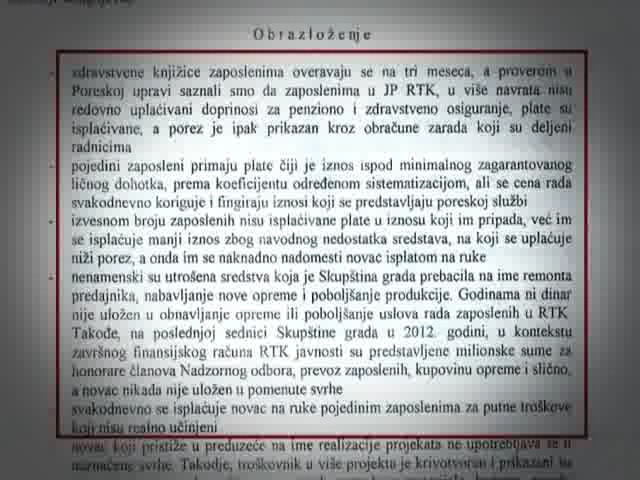 Obrazloženje
- zdravstvene knjižice zaposlenima overavaju se na tri meseca, a proverom u
Poreskoj upravi saznali smo da zaposlenima u JP RTK, u više navrata nisu
redovno uplaćivani doprinosi za penziono i zdravstveno osiguranje, plate su
isplaćivane, a porez je ipak prikazan kroz obračune zarada koji su deljeni
radnicima
- pojedini zaposleni primaju plate čiji je iznos ispod minimalnog zagarantovanog
ličnog dohotka, prema koeficijentu određenom sistematizacijom, ali se cena rada
svakodnevno koriguje i fingiraju iznosi koji se predstavljaju poreskoj službi
- izvesnom broju zaposlenih nisu isplaćivane plate u iznosu koji im pripada, već im
se isplaćuje manji iznos zbog navodnog nedostatka sredstava, na koji se uplaćuje
niži porez, a onda im se naknadno nadomesti novac isplatom na ruke
- nenamenski su utrošena sredstva koja je Skupština grada prebacila na ime remonta
predajnika, nabavljanje nove opreme i poboljšanje produkcije. Godinama ni dinar
nije uložen u obnavljanje opreme ili poboljšanje uslova rada zaposlenih u RTK
Takođe, na poslednjoj sednici Skupštine grada u 2012. godini, u kontekstu
završnog finansijskog računa RTK javnosti su predstavljene milionske sume za
honorare članova Nadzornog odbora, prevoz zaposlenih, kupovinu opreme i slično,
a novac nikada nije uložen u pomenute svrhe
svakodnevno se isplaćuje novac na ruke pojedinim zaposlenima za putne troškove
koji nisu realno učinjeni
novac koji pristiže u preduzeće na ime realizacije projekata ne upotrebljava se u
naznačene svrhe. Takodje, troškovnik u više projekta je krivotvoren i prikazani su